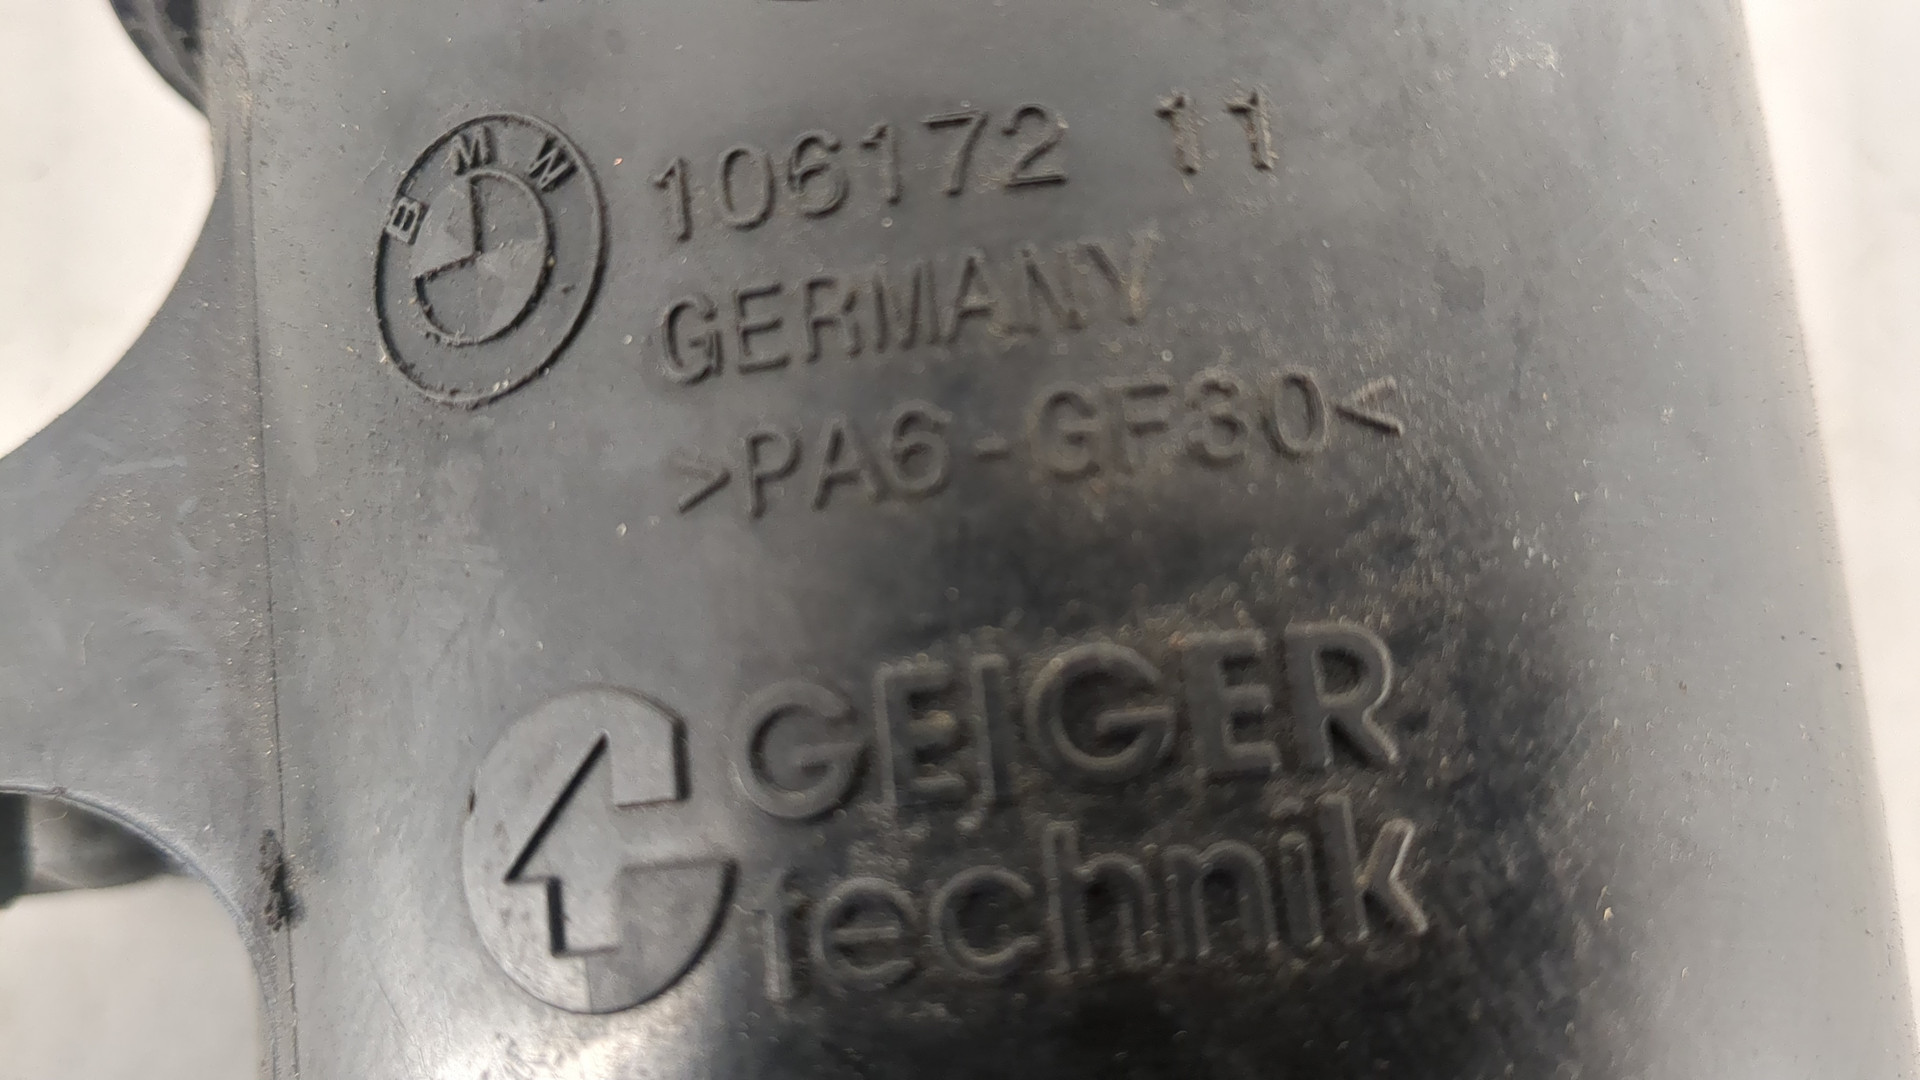 BMW
106172 11
GERMANY
>PA6-GF30<
GEIGER
technik